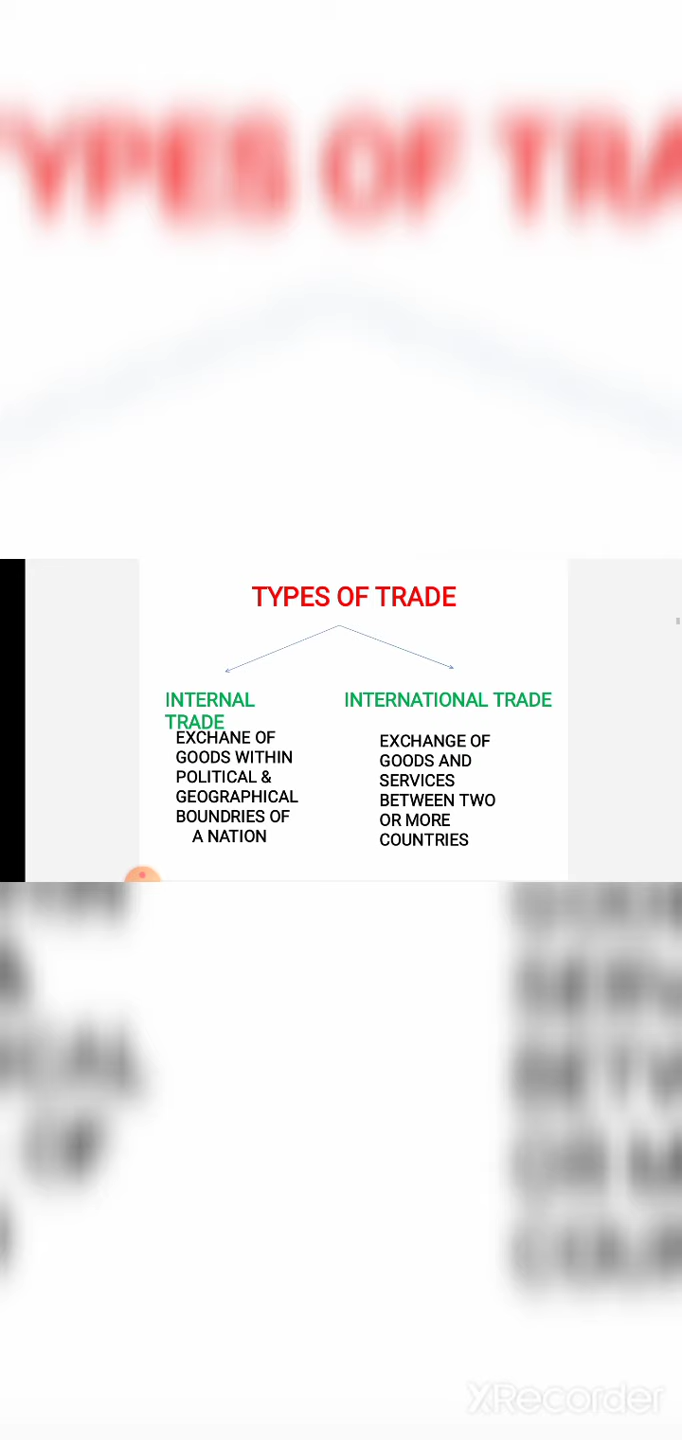 TYPES OF TRADE
INTERNAL
TRADE
EXCHANE OF
GOODS WITHIN
POLITICAL &
GEOGRAPHICAL
BOUNDRIES OF
A NATION
INTERNATIONAL TRADE
EXCHANGE OF
GOODS AND
SERVICES
BETWEEN TWO
OR MORE
COUNTRIES
XRecorder